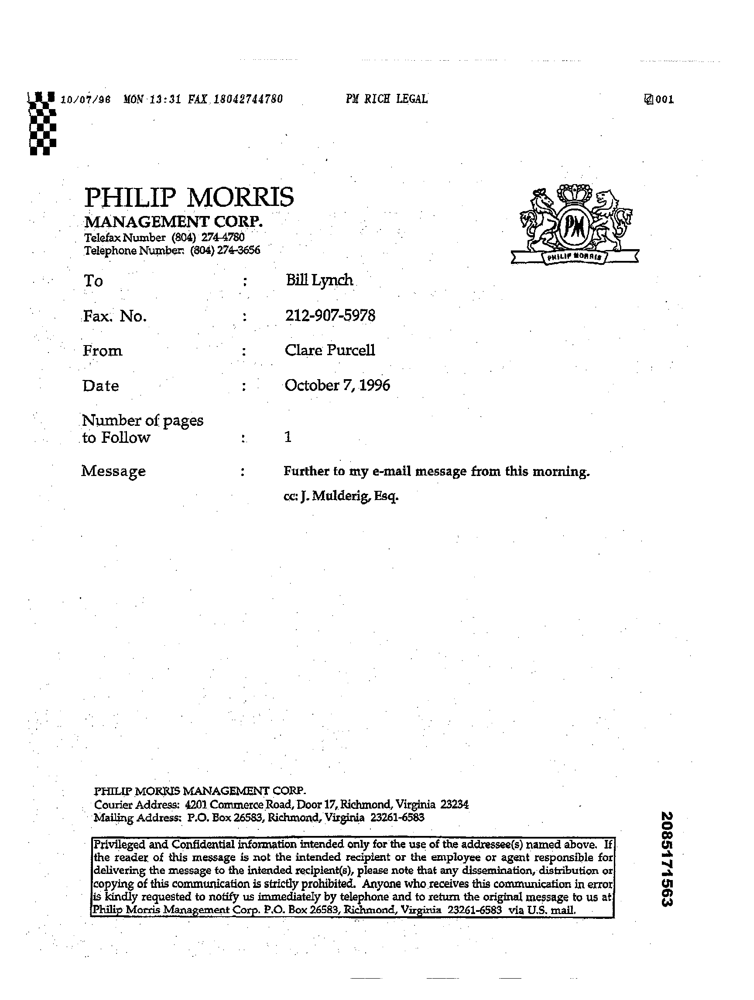 10/07/96 MON 13:31 FAX 18042744780 PM RICH LEGAL 001
PHILIP MORRIS
MANAGEMENT CORP.
Telefax Number (804) 274-4780
Telephone Number: (804) 274-3656
PM
PHILIP MORRIS
To : Bill Lynch
Fax. No. : 212-907-5978
From : Clare Purcell
Date : October 7, 1996
Number of pages
to Follow : 1
Message : Further to my e-mail message from this morning.
cc: J. Mulderig, Esq.
PHILIP MORRIS MANAGEMENT CORP.
Courier Address: 4201 Commerce Road, Door 17, Richmond, Virginia 23234
Mailing Address: P.O. Box 26583, Richmond, Virginia 23261-6583
Privileged and Confidential information intended only for the use of the addressee(s) named above. If
the reader of this message is not the intended recipient or the employee or agent responsible for
delivering the message to the intended recipient(s), please note that any dissemination, distribution or
copying of this communication is strictly prohibited. Anyone who receives this communication in error
is kindly requested to notify us immediately by telephone and to return the original message to us at
Philip Morris Management Corp. P.O. Box 26583, Richmond, Virginia 23261-6583 via U.S. mail.
2085171563